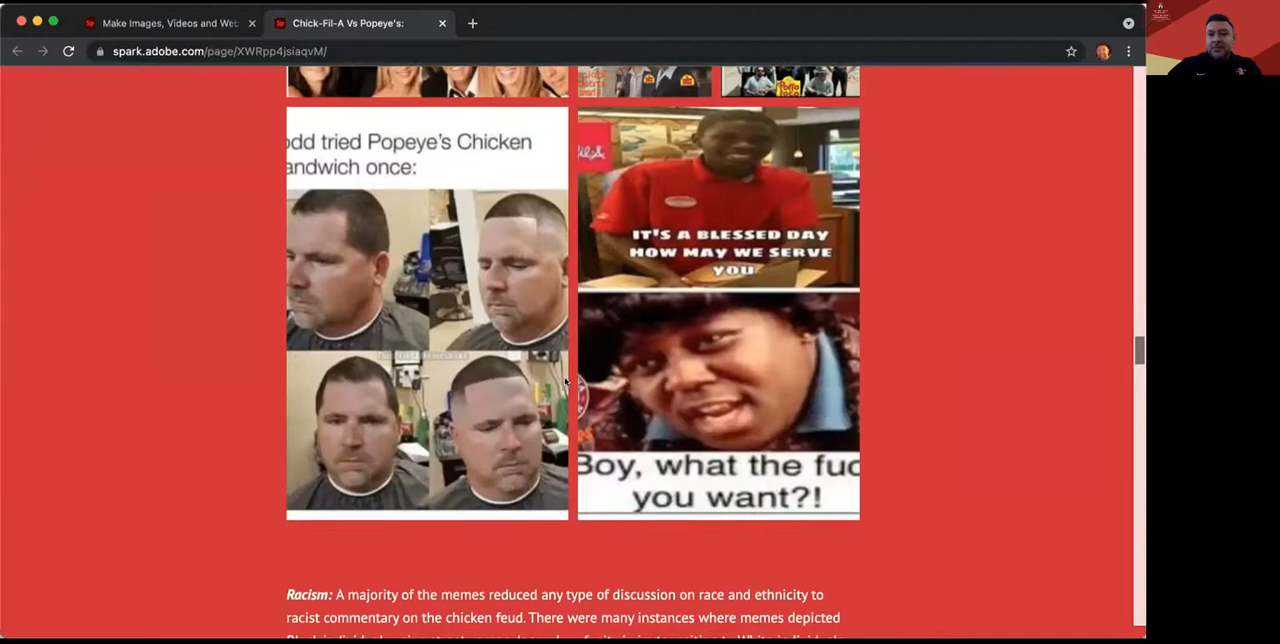 Make Images, Videos and Web
Chick-Fil-A Vs Popeye's:
spark.adobe.com/page/XWRpp4jsiaqvM/
odd tried Popeye's Chicken
andwich once:
IT'S A BLESSED DAY
HOW MAY WE SERVE
YOU
Boy, what the fuc
you want?!
Racism: A majority of the memes reduced any type of discussion on race and ethnicity to
racist commentary on the chicken feud. There were many instances where memes depicted